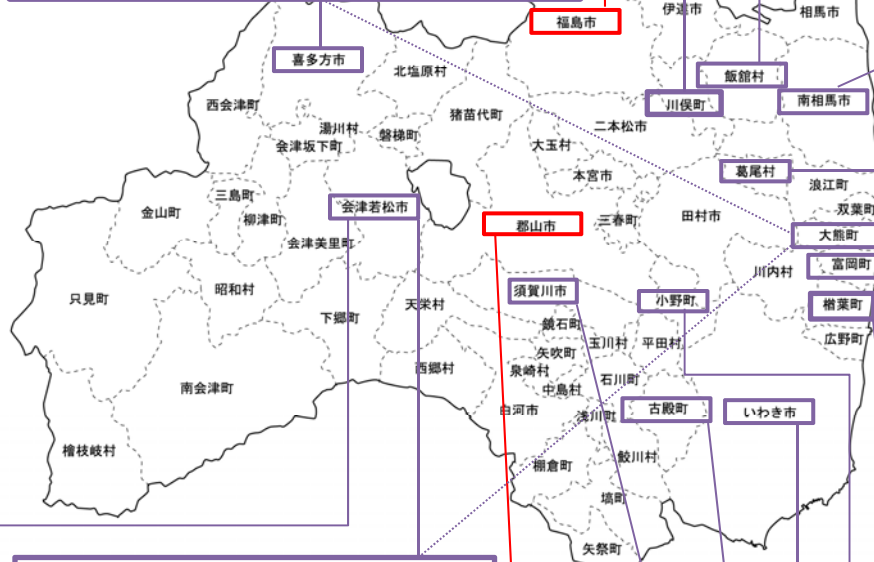 伊達市
相馬市
福島市
喜多方市
北塩原村
飯舘村
西会津町
川俣町
南相馬市
猪苗代町
湯川村
磐梯町
二本松市
会津坂下町
大玉村
葛尾村
本宮市
浪江町
三島町
会津若松市
双葉町
金山町
柳津町
郡山市
三春町
田村市
大熊町
会津美里町
富岡町
川内村
昭和村
須賀川市
只見町
天栄村
小野町
楢葉町
下郷町
鏡石町
玉川村
平田村
広野町
矢吹町
西郷村
泉崎村
石川町
南会津町
中島村
白河市
浅川町
古殿町
いわき市
檜枝岐村
棚倉町
鮫川村
塙町
矢祭町